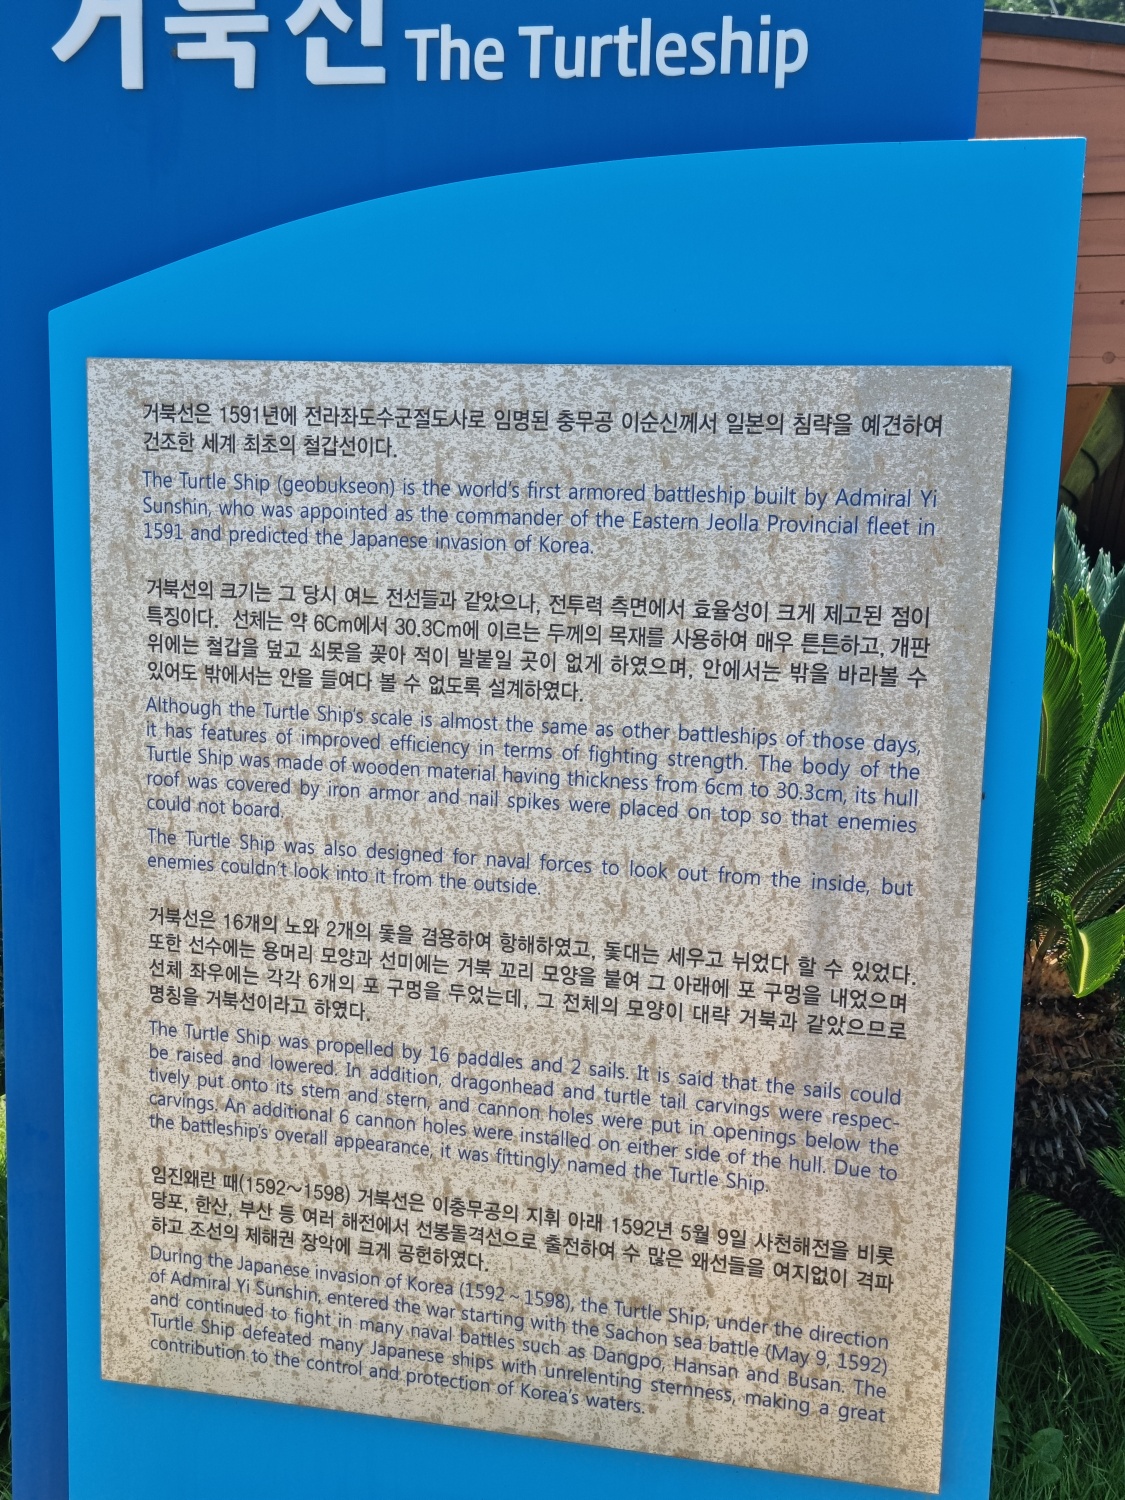 거북선 The Turtleship
거북선은 1591년에 전라좌도수군절도사로 임명된 충무공 이순신께서 일본의 침략을 예견하여
건조한 세계 최초의 철갑선이다.
The Turtle Ship (geobukseon) is the world's first armored battleship built by Admiral Yi
Sunshin, who was appointed as the commander of the Eastern Jeolla Provincial fleet in
1591 and predicted the Japanese invasion of Korea.
거북선의 크기는 그 당시 여느 전선들과 같았으나, 전투력 측면에서 효율성이 크게 제고된 점이
특징이다. 선체는 약 6Cm에서 30.3Cm에 이르는 두께의 목재를 사용하여 매우 튼튼하고, 개판
위에는 철갑을 덮고 쇠못을 꽂아 적이 발붙일 곳이 없게 하였으며, 안에서는 밖을 바라볼 수
있어도 밖에서는 안을 들여다 볼 수 없도록 설계하였다.
Although the Turtle Ship's scale is almost the same as other battleships of those days,
it has features of improved efficiency in terms of fighting strength. The body of the
Turtle Ship was made of wooden material having thickness from 6cm to 30.3cm, its hull
roof was covered by iron armor and nail spikes were placed on top so that enemies
could not board.
The Turtle Ship was also designed for naval forces to look out from the inside, but
enemies couldn't look into it from the outside.
거북선은 16개의 노와 2개의 돛을 겸용하여 항해하였고, 돛대는 세우고 뉘었다 할 수 있었다.
또한 선수에는 용머리 모양과 선미에는 거북 꼬리 모양을 붙여 그 아래에 포 구멍을 내었으며
선체 좌우에는 각각 6개의 포 구멍을 두었는데, 그 전체의 모양이 대략 거북과 같았으므로
명칭을 거북선이라고 하였다.
The Turtle Ship was propelled by 16 paddles and 2 sails. It is said that the sails could
be raised and lowered. In addition, dragonhead and turtle tail carvings were respec-
tively put onto its stem and stern, and cannon holes were put in openings below the
carvings. An additional 6 cannon holes were installed on either side of the hull. Due to
the battleship's overall appearance, it was fittingly named the Turtle Ship.
임진왜란 때(1592~1598) 거북선은 이충무공의 지휘 아래 1592년 5월 9일 사천해전을 비롯
당포, 한산, 부산 등 여러 해전에서 선봉돌격선으로 출전하여 수 많은 왜선들을 여지없이 격파
하고 조선의 제해권 장악에 크게 공헌하였다.
During the Japanese invasion of Korea (1592 ~ 1598), the Turtle Ship, under the direction
of Admiral Yi Sunshin, entered the war starting with the Sachon sea battle (May 9, 1592)
and continued to fight in many naval battles such as Dangpo, Hansan and Busan. The
Turtle Ship defeated many Japanese ships with unrelenting sternness, making a great
contribution to the control and protection of Korea's waters.